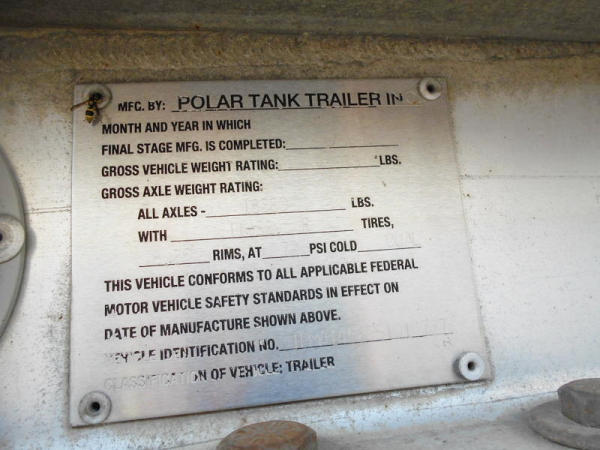 MFG. BY: POLAR TANK TRAILER IN
MONTH AND YEAR IN WHICH
FINAL STAGE MFG. IS COMPLETED:
GROSS VEHICLE WEIGHT RATING: LBS.
GROSS AXLE WEIGHT RATING:
ALL AXLES - LBS.
WITH TIRES,
RIMS, AT PSI COLD
THIS VEHICLE CONFORMS TO ALL APPLICABLE FEDERAL
MOTOR VEHICLE SAFETY STANDARDS IN EFFECT ON
DATE OF MANUFACTURE SHOWN ABOVE.
VEHICLE IDENTIFICATION NO.
CLASSIFICATION OF VEHICLE: TRAILER